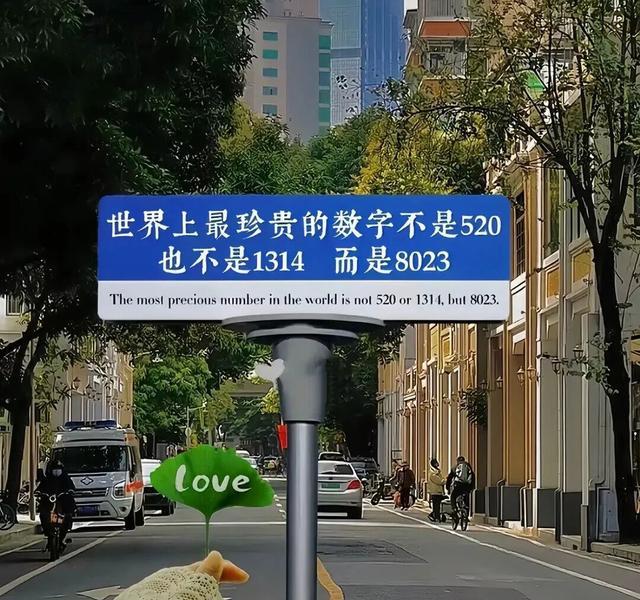 世界上最珍贵的数字不是520
也不是1314 而是8023
The most precious number in the world is not 520 or 1314, but 8023.
love